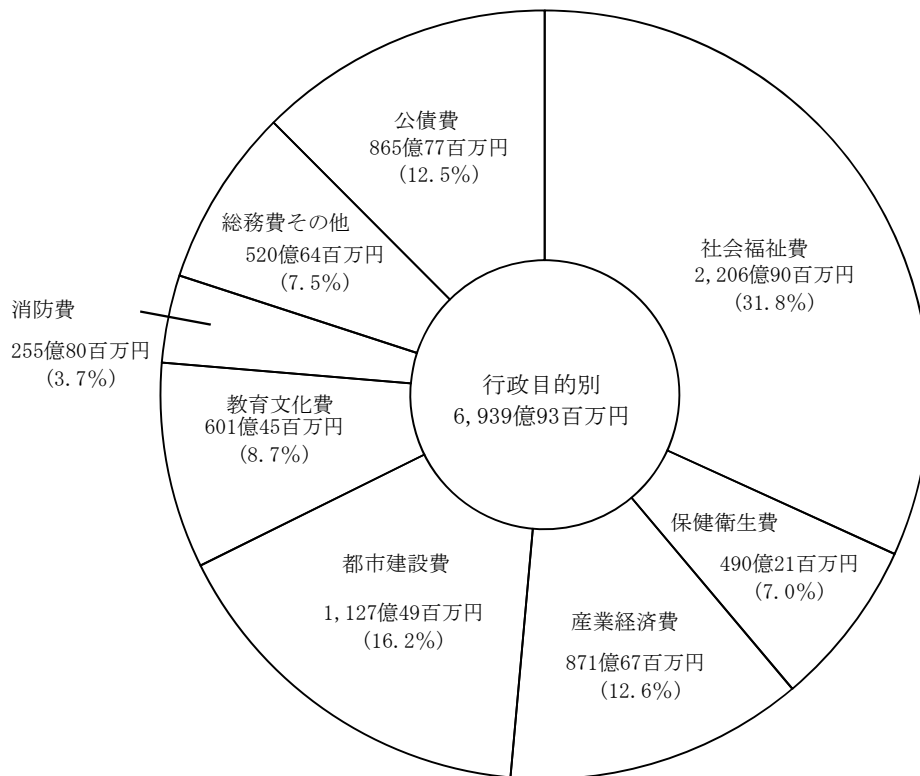 公債費
865億77百万円
(12.5%)
社会福祉費
2,206億90百万円
(31.8%)
総務費その他
520億64百万円
(7.5%)
消防費
255億80百万円
(3.7%)
行政目的別
6,939億93百万円
教育文化費
601億45百万円
(8.7%)
保健衛生費
490億21百万円
(7.0%)
都市建設費
1,127億49百万円
(16.2%)
産業経済費
871億67百万円
(12.6%)